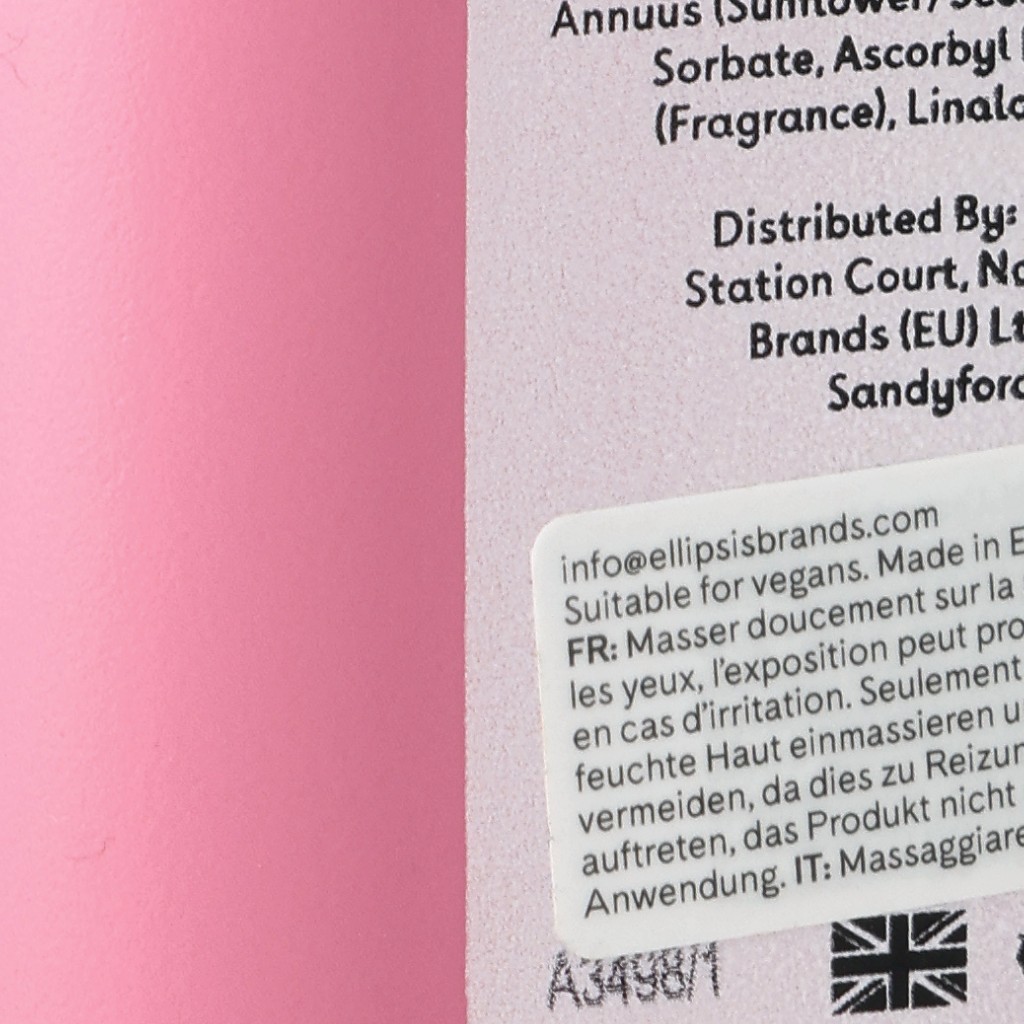 Annuus (Sunflower)
Sorbate, Ascorbyl
(Fragrance),
Distributed By:
Station Court,
Brands (EU)
info@ellipsisbrands.com
Suitable for vegans. Made in
FR: Masser doucement sur la
les yeux, l'exposition peut
en cas d'irritation. Seulement
feuchte Haut einmassieren
vermeiden, da dies zu
auftreten, das Produkt nicht
Anwendung. IT: Massaggiare
A3498/1